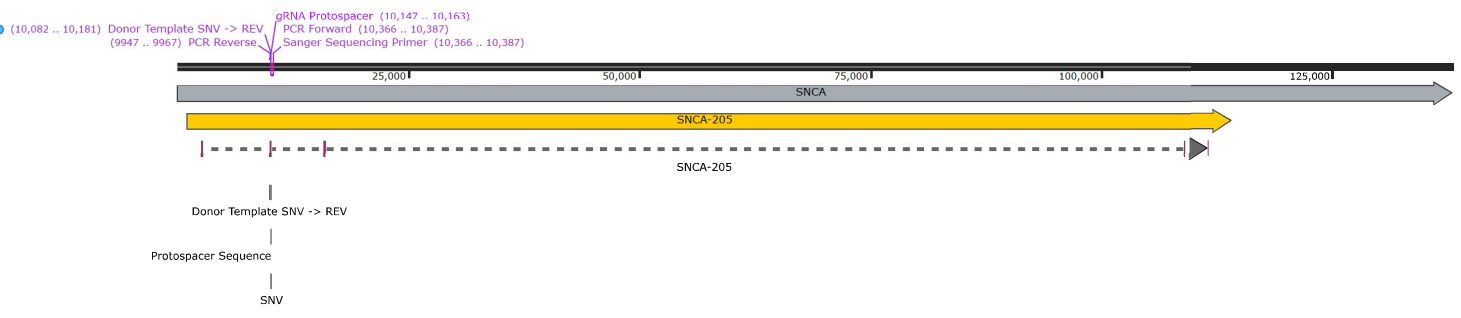 gRNA Protospacer (10,147 .. 10,163)
(10,082 .. 10,181) Donor Template SNV -> REV
PCR Forward (10,366 .. 10,387)
(9947 .. 9967) PCR Reverse
Sanger Sequencing Primer (10,366 .. 10,387)
25,000
50,000
75,000
100,000
125,000
SNCA
SNCA-205
SNCA-205
Donor Template SNV -> REV
Protospacer Sequence
SNV